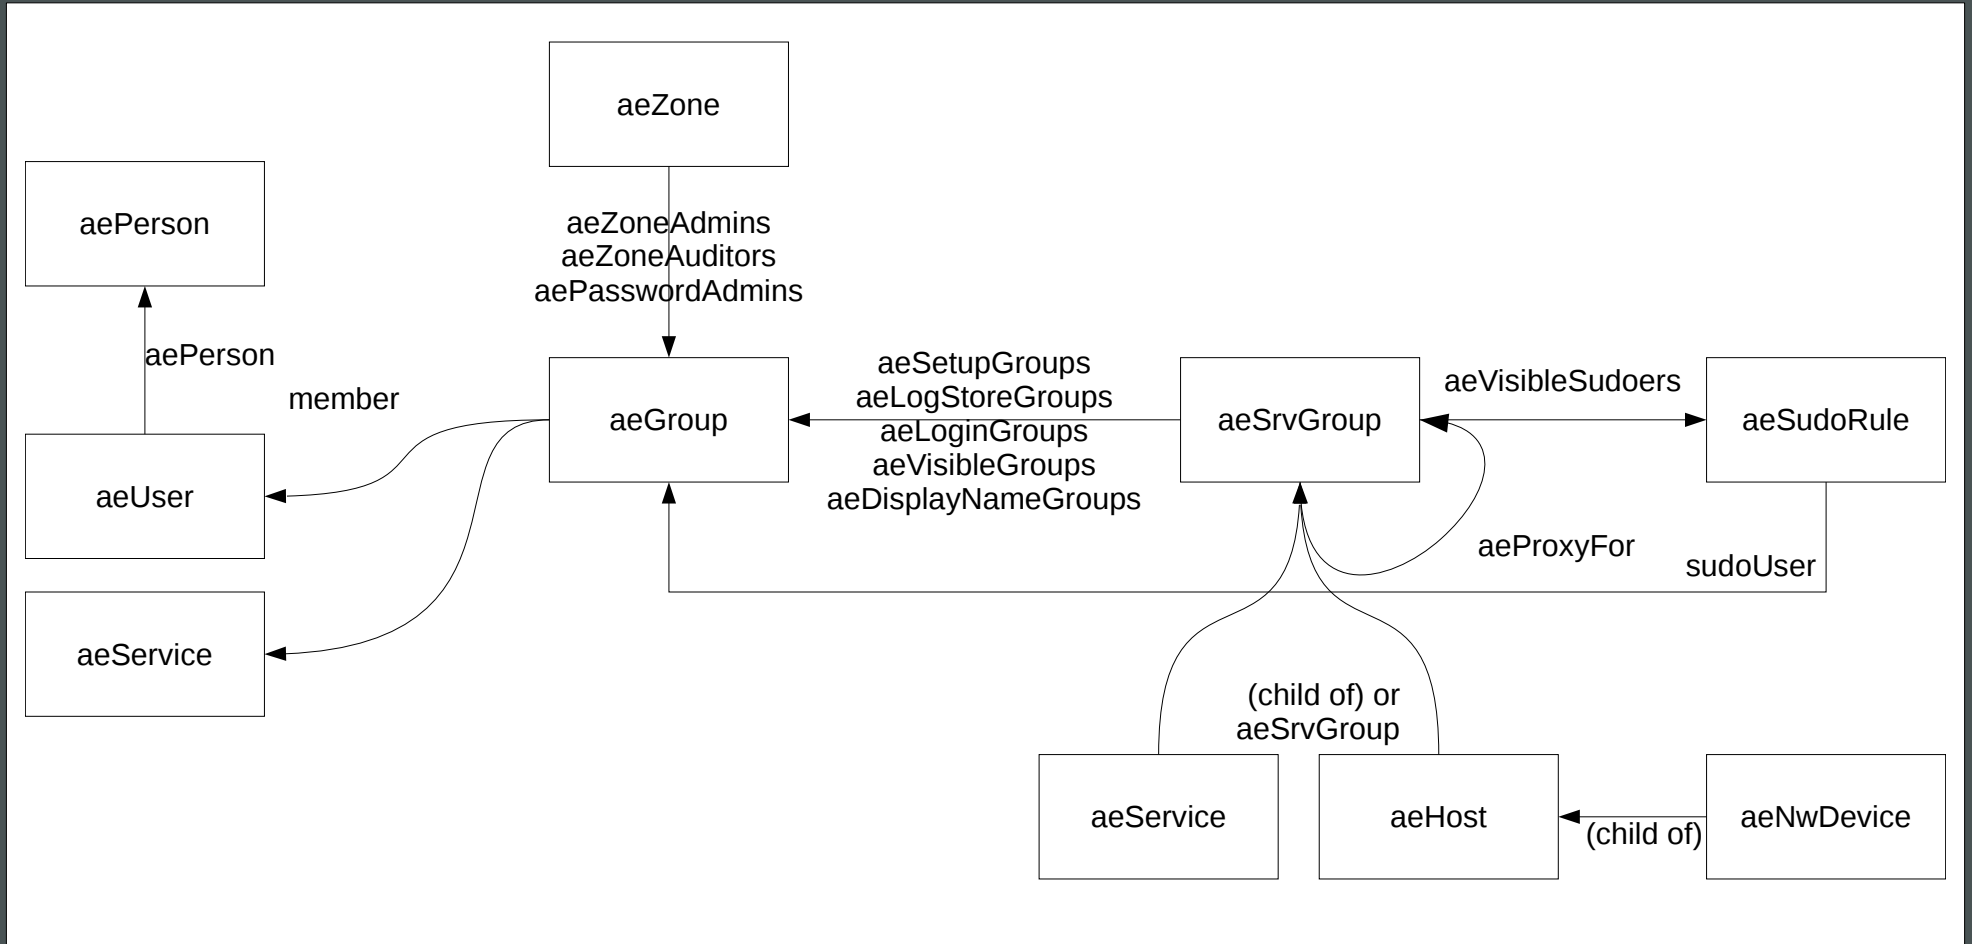 aeZone
aePerson
aeZoneAdmins
aeZoneAuditors
aePasswordAdmins
aePerson
member
aeGroup
aeSetupGroups
aeLogStoreGroups
aeLoginGroups
aeVisibleGroups
aeDisplayNameGroups
aeSrvGroup
aeVisibleSudoers
aeSudoRule
aeUser
aeProxyFor
sudoUser
aeService
(child of) or
aeSrvGroup
aeService
aeHost
(child of)
aeNwDevice